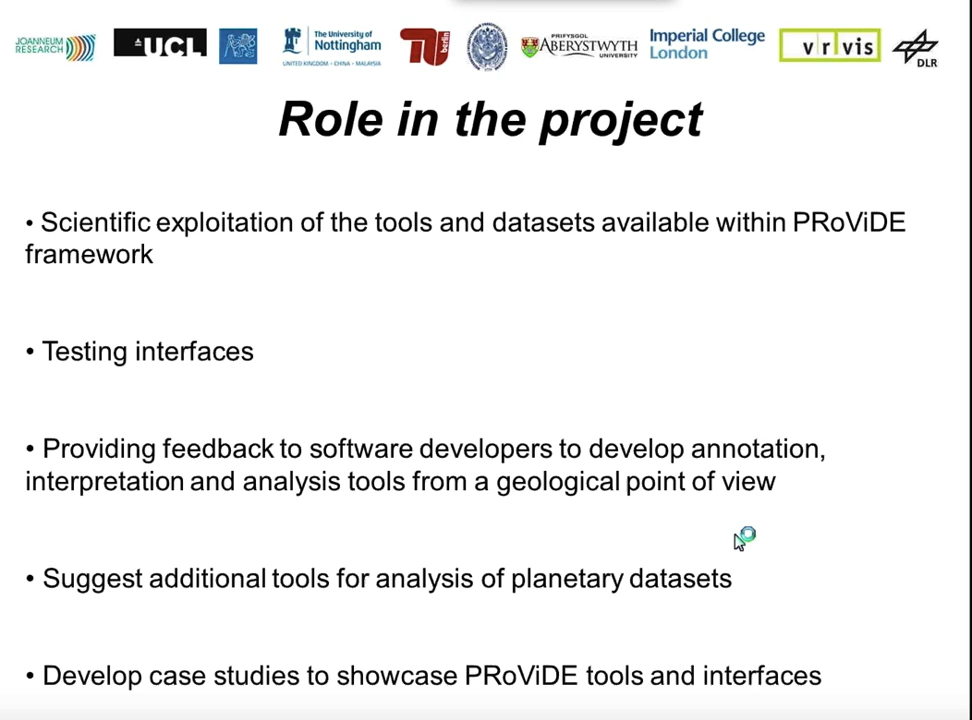 JOANNEUM
RESEARCH
UCL
The University of
Nottingham
UNITED KINGDOM · CHINA · MALAYSIA
berlin
PRIFYSGOL
ABERYSTWYTH
UNIVERSITY
Imperial College
London
vrvis
DLR
Role in the project
• Scientific exploitation of the tools and datasets available within PRoViDE
framework
• Testing interfaces
• Providing feedback to software developers to develop annotation,
interpretation and analysis tools from a geological point of view
• Suggest additional tools for analysis of planetary datasets
• Develop case studies to showcase PRoViDE tools and interfaces